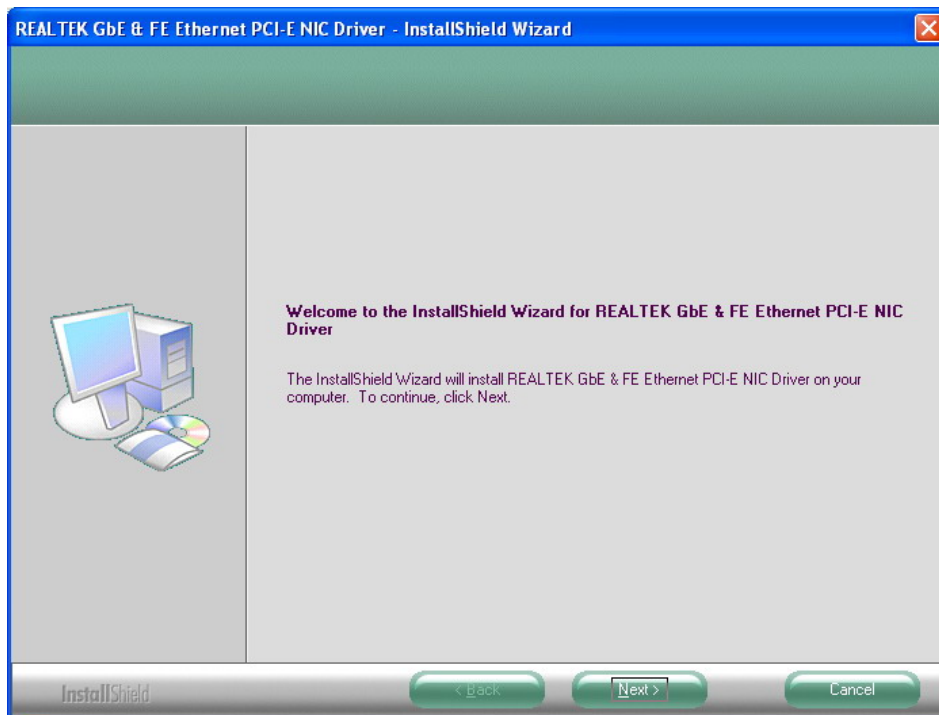 REALTEK GbE & FE Ethernet PCI-E NIC Driver - InstallShield Wizard
Welcome to the InstallShield Wizard for REALTEK GbE & FE Ethernet PCI-E NIC
Driver
The InstallShield Wizard will install REALTEK GbE & FE Ethernet PCI-E NIC Driver on your
computer.  To continue, click Next.
InstallShield
< Back
Next >
Cancel